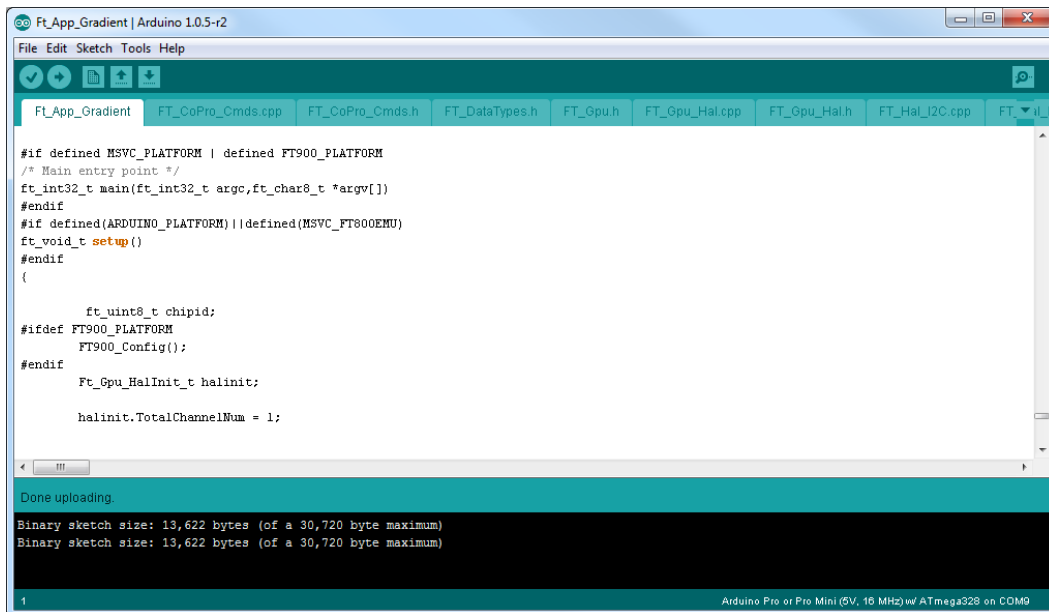 Ft_App_Gradient | Arduino 1.0.5-r2
File Edit Sketch Tools Help
Ft_App_Gradient FT_CoPro_Cmds.cpp FT_CoPro_Cmds.h FT_DataTypes.h FT_Gpu.h FT_Gpu_Hal.cpp FT_Gpu_Hal.h FT_Hal_I2C.cpp
#if defined MSVC_PLATFORM | defined FT900_PLATFORM
/* Main entry point */
ft_int32_t main(ft_int32_t argc,ft_char8_t *argv[])
#endif
#if defined(ARDUINO_PLATFORM)||defined(MSVC_FT800EMU)
ft_void_t setup()
#endif
{
ft_uint8_t chipid;
#ifdef FT900_PLATFORM
FT900_Config();
#endif
Ft_Gpu_HalInit_t halinit;
halinit.TotalChannelNum = 1;
Done uploading.
Binary sketch size: 13,622 bytes (of a 30,720 byte maximum)
Binary sketch size: 13,622 bytes (of a 30,720 byte maximum)
1 Arduino Pro or Pro Mini (5V, 16 MHz) w/ ATmega328 on COM9